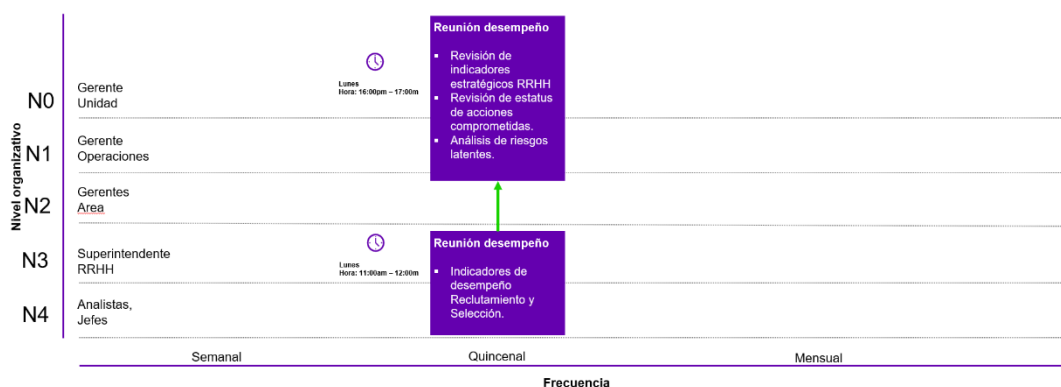 Nivel organizativo
N0
Gerente
Unidad
N1
Gerente
Operaciones
N2
Gerentes
Area
N3
Superintendente
RRHH
N4
Analistas,
Jefes
Lunes
Hora: 16:00pm – 17:00m
Reunión desempeño
▪ Revisión de
indicadores
estratégicos RRHH
▪ Revisión de estatus
de acciones
comprometidas.
▪ Análisis de riesgos
latentes.
Lunes
Hora: 11:00am – 12:00m
Reunión desempeño
▪ Indicadores de
desempeño
Reclutamiento y
Selección.
Semanal
Quincenal
Mensual
Frecuencia